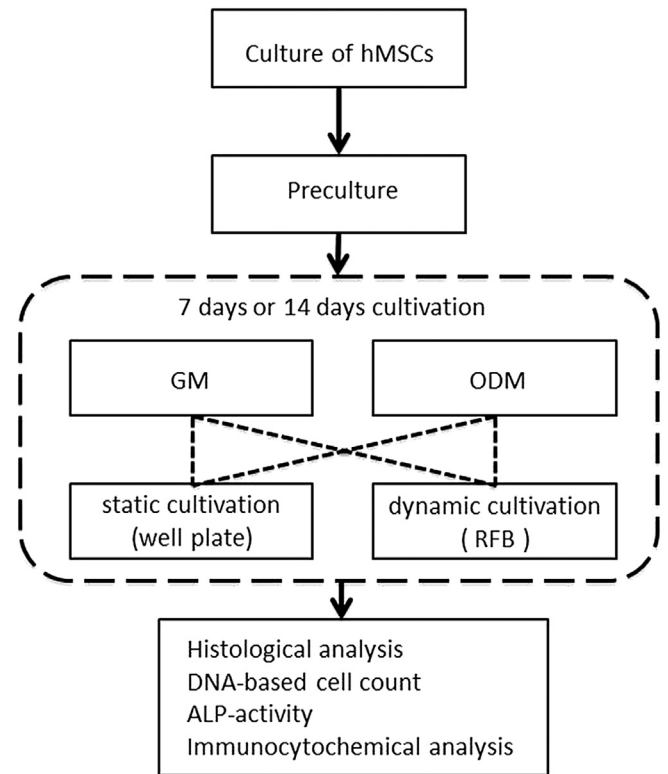 Culture of hMSCs
Preculture
7 days or 14 days cultivation
GM
ODM
static cultivation
(well plate)
dynamic cultivation
( RFB )
Histological analysis
DNA-based cell count
ALP-activity
Immunocytochemical analysis